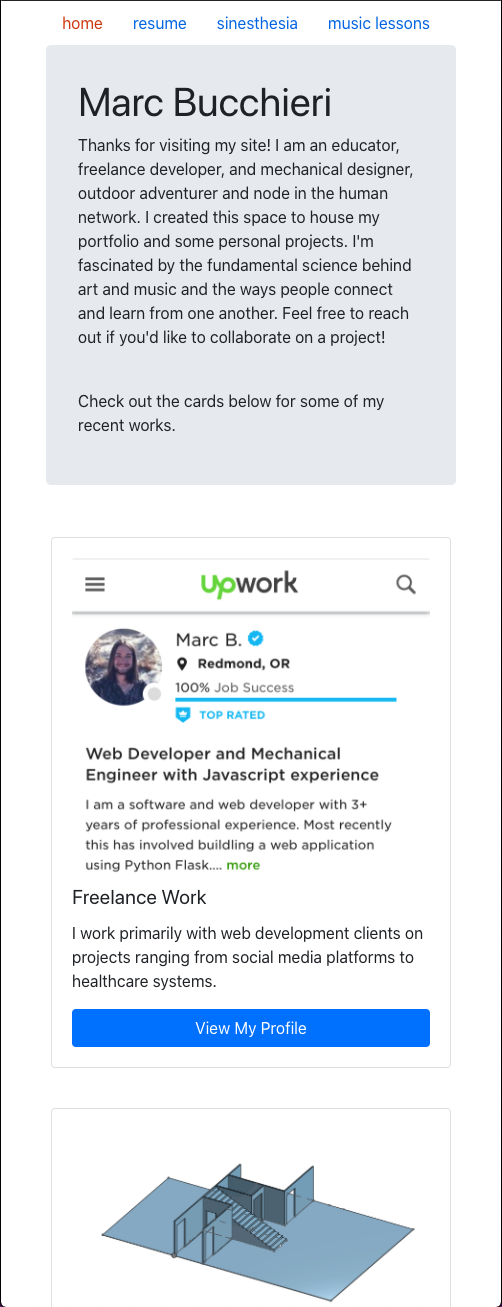 home resume sinesthesia music lessons
Marc Bucchieri
Thanks for visiting my site! I am an educator,
freelance developer, and mechanical designer,
outdoor adventurer and node in the human
network. I created this space to house my
portfolio and some personal projects. I'm
fascinated by the fundamental science behind
art and music and the ways people connect
and learn from one another. Feel free to reach
out if you'd like to collaborate on a project!
Check out the cards below for some of my
recent works.
upwork
Marc B.
Redmond, OR
100% Job Success
TOP RATED
Web Developer and Mechanical
Engineer with Javascript experience
I am a software and web developer with 3+
years of professional experience. Most recently
this has involved buildling a web application
using Python Flask.... more
Freelance Work
I work primarily with web development clients on
projects ranging from social media platforms to
healthcare systems.
View My Profile